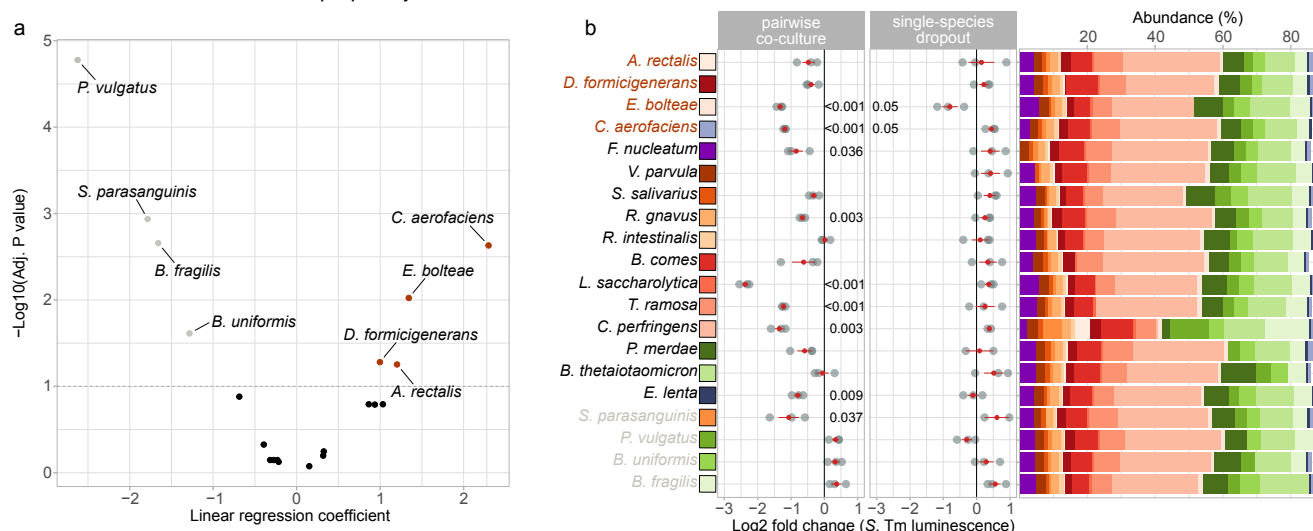 a
5
4
3
2
1
0
−Log10(Adj. P value)
P. vulgatus
S. parasanguinis
B. fragilis
B. uniformis
C. aerofaciens
E. bolteae
D. formicigenerans
A. rectalis
−2
−1
0
1
2
Linear regression coefficient
b
pairwise
co-culture
single-species
dropout
Abundance (%)
20
40
60
80
A. rectalis
D. formicigenerans
E. bolteae
<0.001
0.05
C. aerofaciens
<0.001
0.05
F. nucleatum
0.036
V. parvula
S. salivarius
R. gnavus
0.003
R. intestinalis
B. comes
L. saccharolytica
<0.001
T. ramosa
<0.001
C. perfringens
0.003
P. merdae
B. thetaiotaomicron
E. lenta
0.009
S. parasanguinis
0.037
P. vulgatus
B. uniformis
B. fragilis
−3
−2
−1
0
1
−3
−2
−1
0
1
Log2 fold change (S. Tm luminescence)